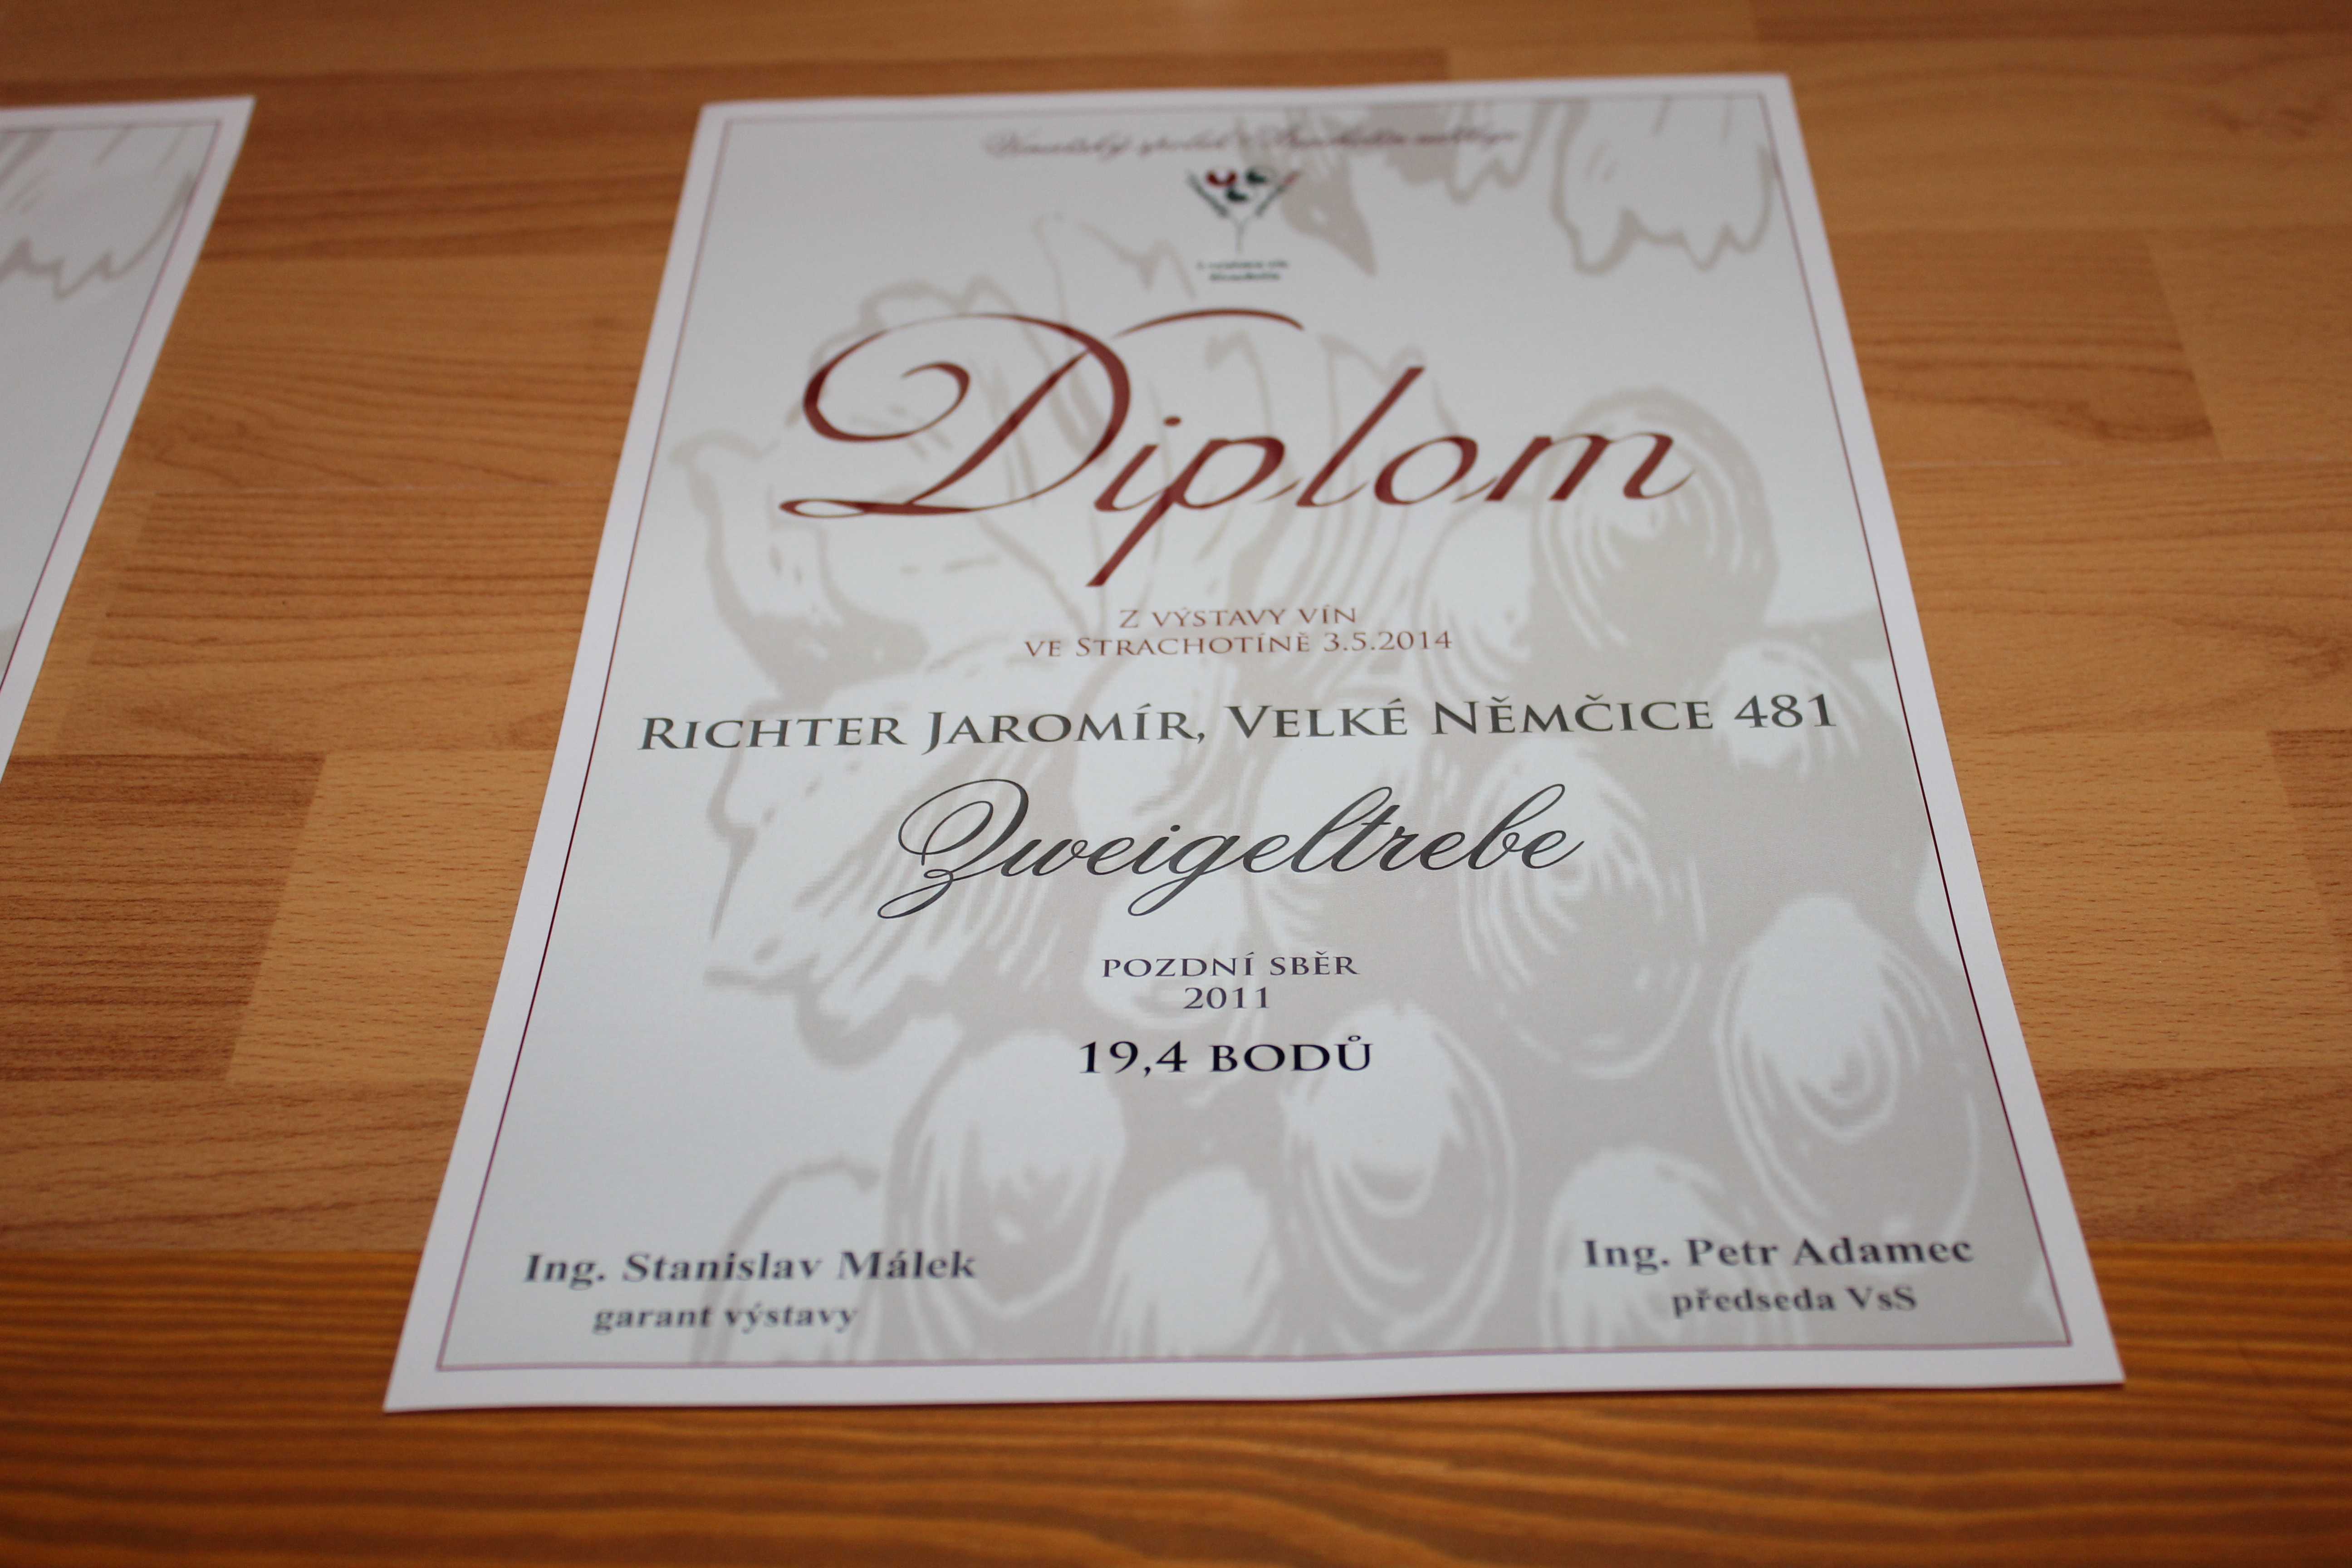 Diplom
Z VÝSTAVY VÍN
VE STRACHOTÍNĚ 3.5.2014
RICHTER JAROMÍR, VELKÉ NĚMČICE 481
Zweigeltrebe
POZDNÍ SBĚR
2011
19,4 BODŮ
Ing. Stanislav Málek
garant výstavy
Ing. Petr Adamec
předseda VsS